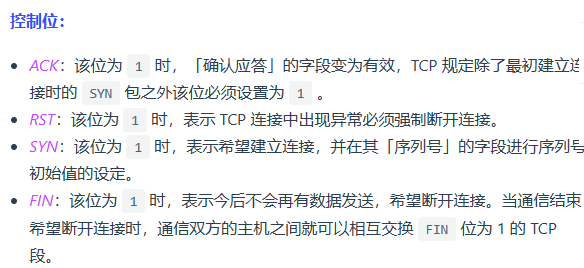 控制位：
ACK：该位为 1 时，「确认应答」的字段变为有效，TCP 规定除了最初建立连
接时的 SYN 包之外该位必须设置为 1 。
RST：该位为 1 时，表示 TCP 连接中出现异常必须强制断开连接。
SYN：该位为 1 时，表示希望建立连接，并在其「序列号」的字段进行序列号
初始值的设定。
FIN：该位为 1 时，表示今后不会再有数据发送，希望断开连接。当通信结束
希望断开连接时，通信双方的主机之间就可以相互交换 FIN 位为 1 的 TCP
段。